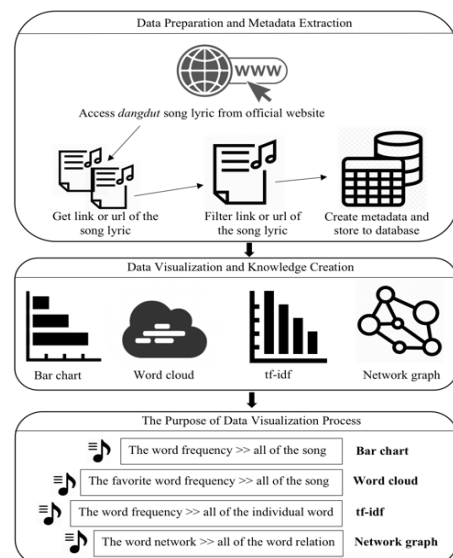 Data Preparation and Metadata Extraction
WWW
Access dangdut song lyric from official website
Get link or url of the
song lyric
Filter link or url of
the song lyric
Create metadata and
store to database
Data Visualization and Knowledge Creation
Bar chart
Word cloud
tf-idf
Network graph
The Purpose of Data Visualization Process
The word frequency >> all of the song
Bar chart
The favorite word frequency >> all of the song
Word cloud
The word frequency >> all of the individual word
tf-idf
The word network >> all of the word relation
Network graph